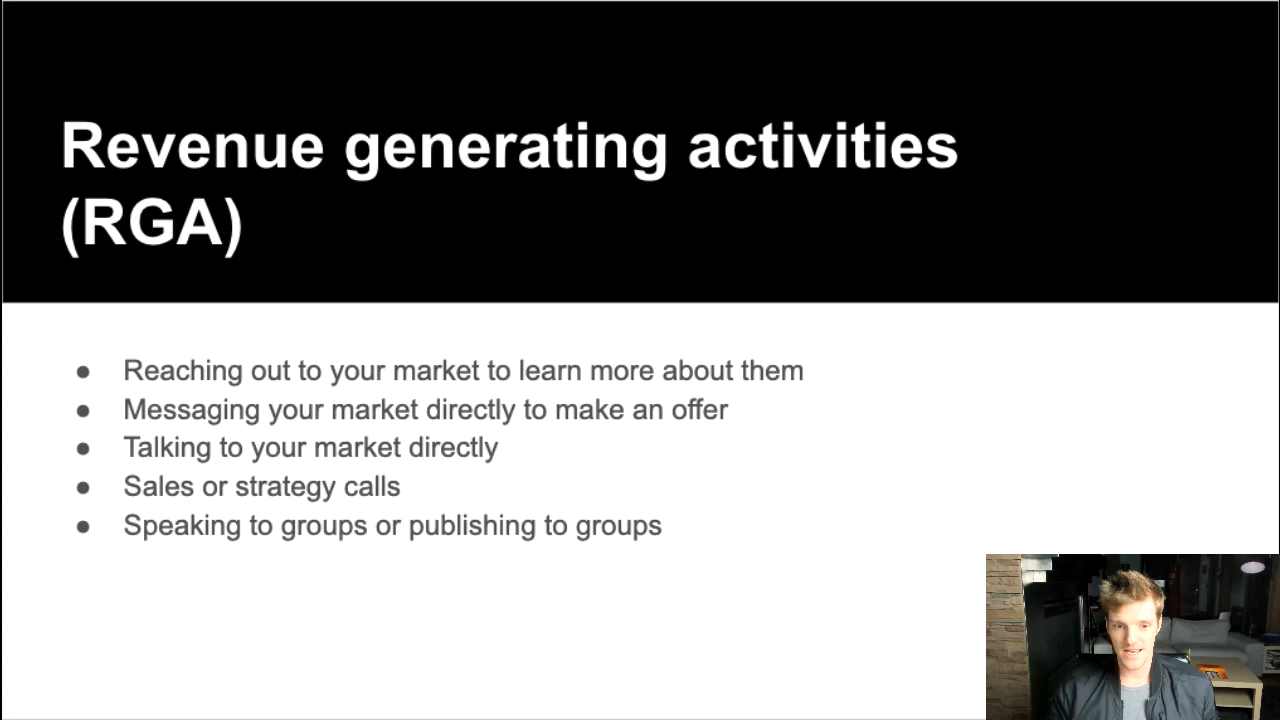 Revenue generating activities
(RGA)
● Reaching out to your market to learn more about them
● Messaging your market directly to make an offer
● Talking to your market directly
● Sales or strategy calls
● Speaking to groups or publishing to groups